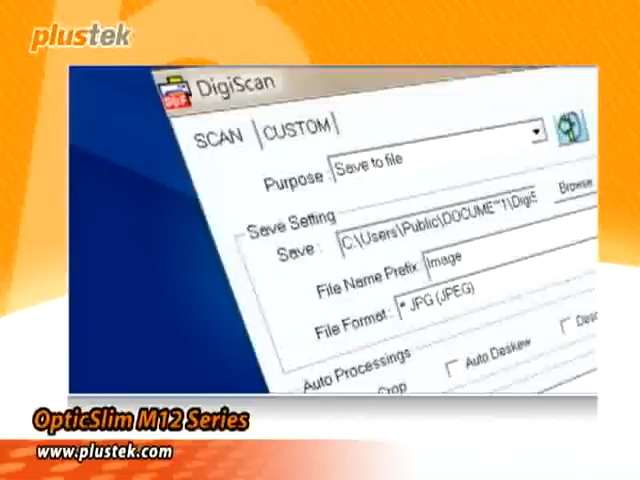 plustek
DigiScan
SCAN CUSTOM
Purpose : Save to file
Save Setting
Save : C:\Users\Public\DOCUME~1\DigiS Browse
File Name Prefix: Image
File Format: *.JPG (JPEG)
Auto Processings
Crop Auto Deskew
OpticSlim M12 Series
www.plustek.com